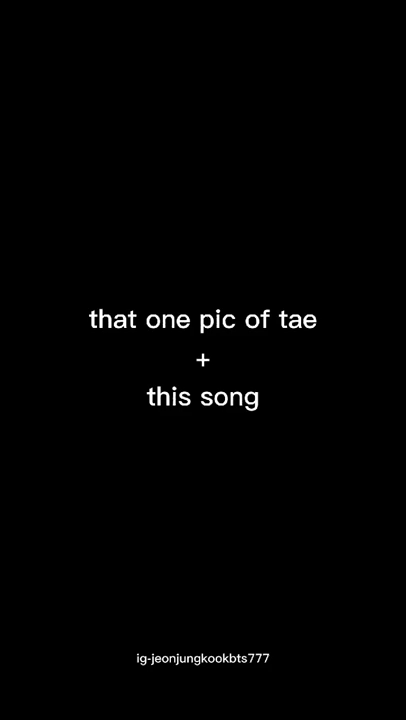 that one pic of tae
+
this song
ig-jeonjungkookbts777